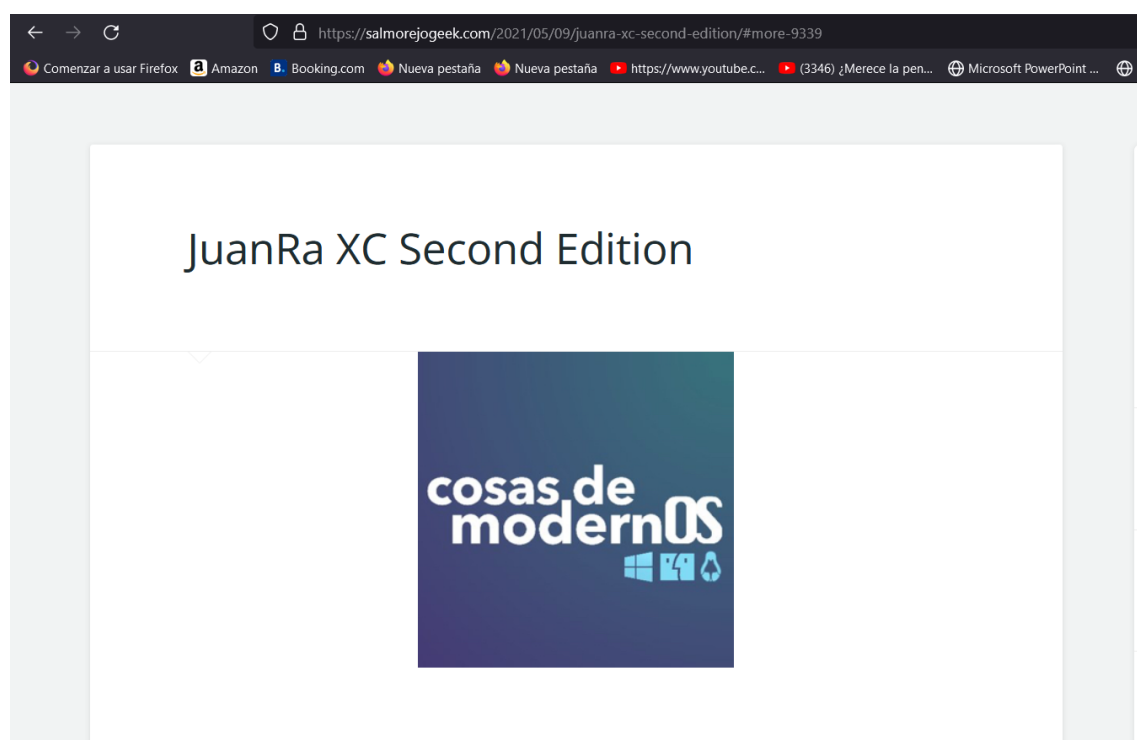 https://salmorejogeek.com/2021/05/09/juanra-xc-second-edition/#more-9339
Comenzar a usar Firefox a Amazon B. Booking.com Nueva pestaña Nueva pestaña https://www.youtube.c... (3346) ¿Merece la pen... Microsoft PowerPoint ...
JuanRa XC Second Edition
cosas de
modernOS